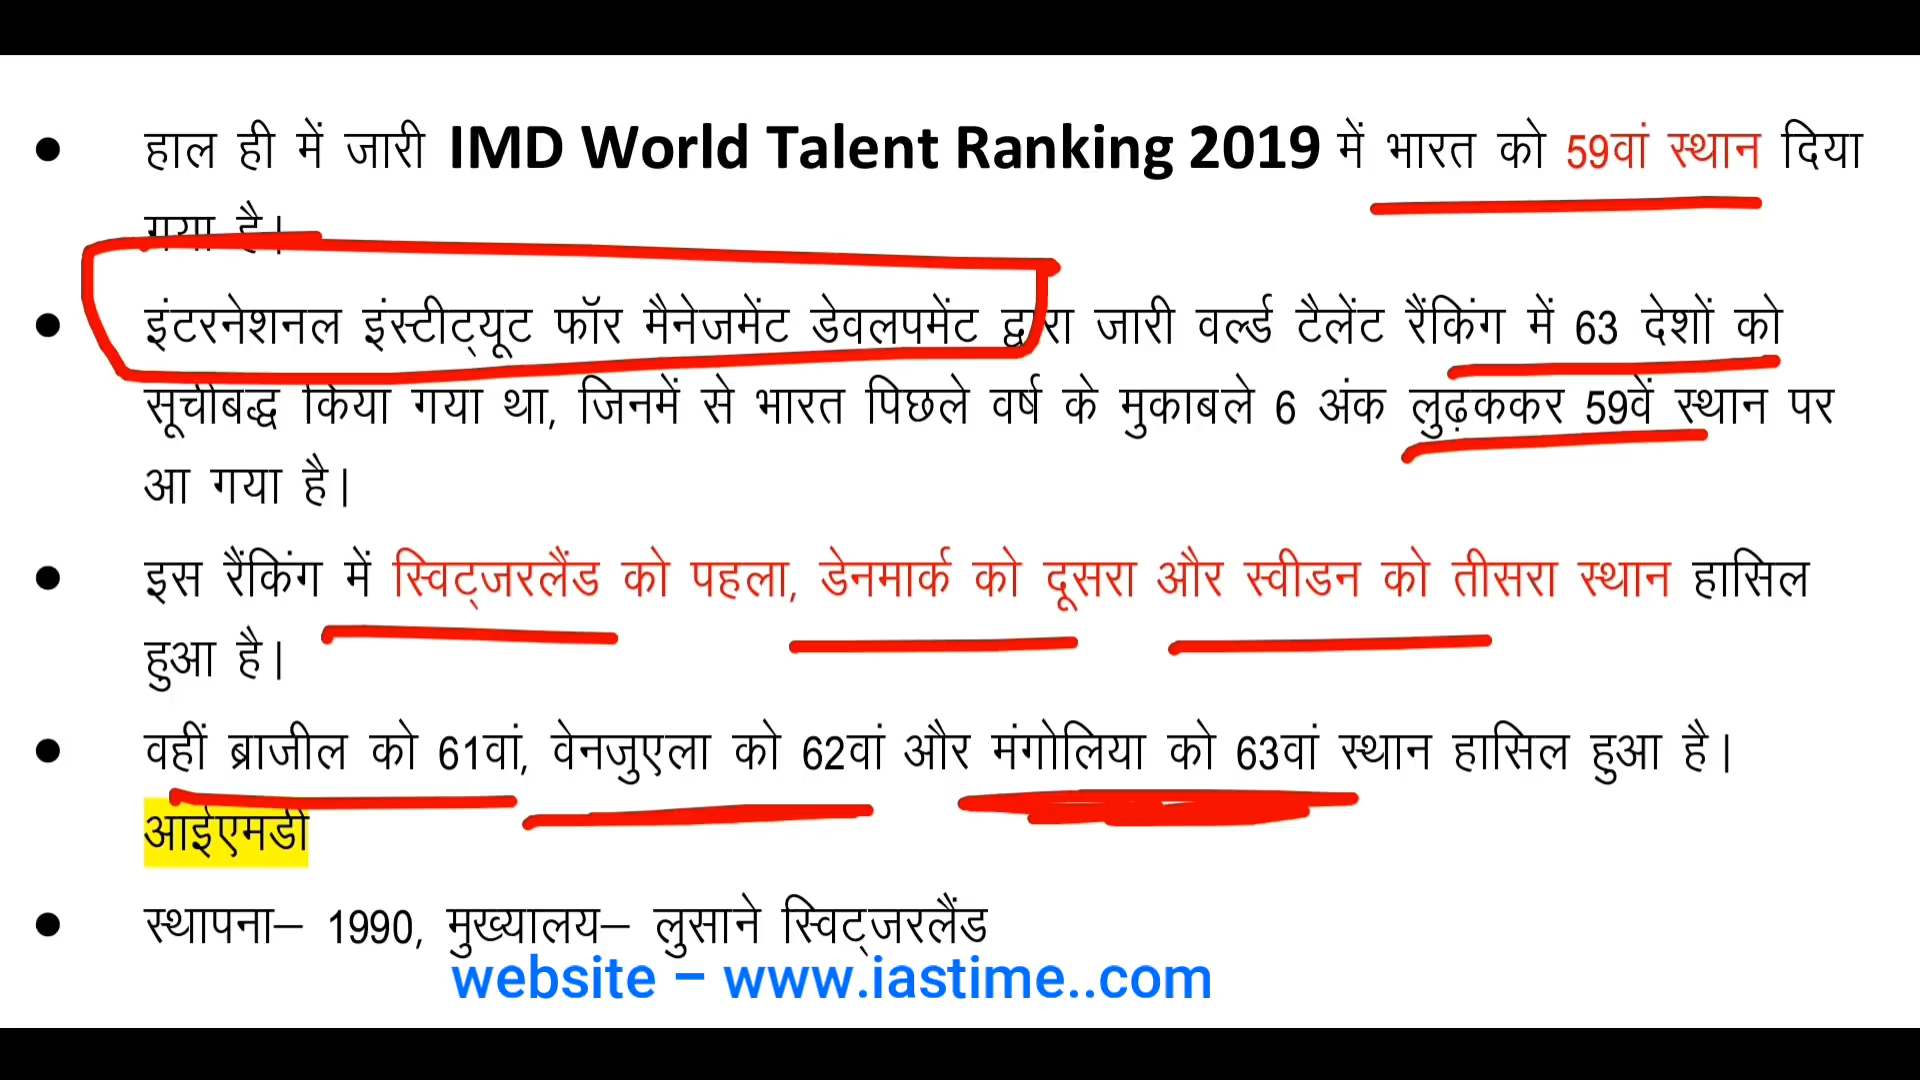 हाल ही में जारी IMD World Talent Ranking 2019 में भारत को 59वां स्थान दिया
गया है।
इंटरनेशनल इंस्टीट्यूट फॉर मैनेजमेंट डेवलपमेंट द्वारा जारी वर्ल्ड टैलेंट रैंकिंग में 63 देशों को
सूचीबद्ध किया गया था, जिनमें से भारत पिछले वर्ष के मुकाबले 6 अंक लुढ़ककर 59वें स्थान पर
आ गया है।
इस रैंकिंग में स्विट्जरलैंड को पहला, डेनमार्क को दूसरा और स्वीडन को तीसरा स्थान हासिल
हुआ है।
वहीं ब्राजील को 61वां, वेनजुएला को 62वां और मंगोलिया को 63वां स्थान हासिल हुआ है।
आईएमडी
स्थापना– 1990, मुख्यालय– लुसाने स्विट्जरलैंड
website – www.iastime..com